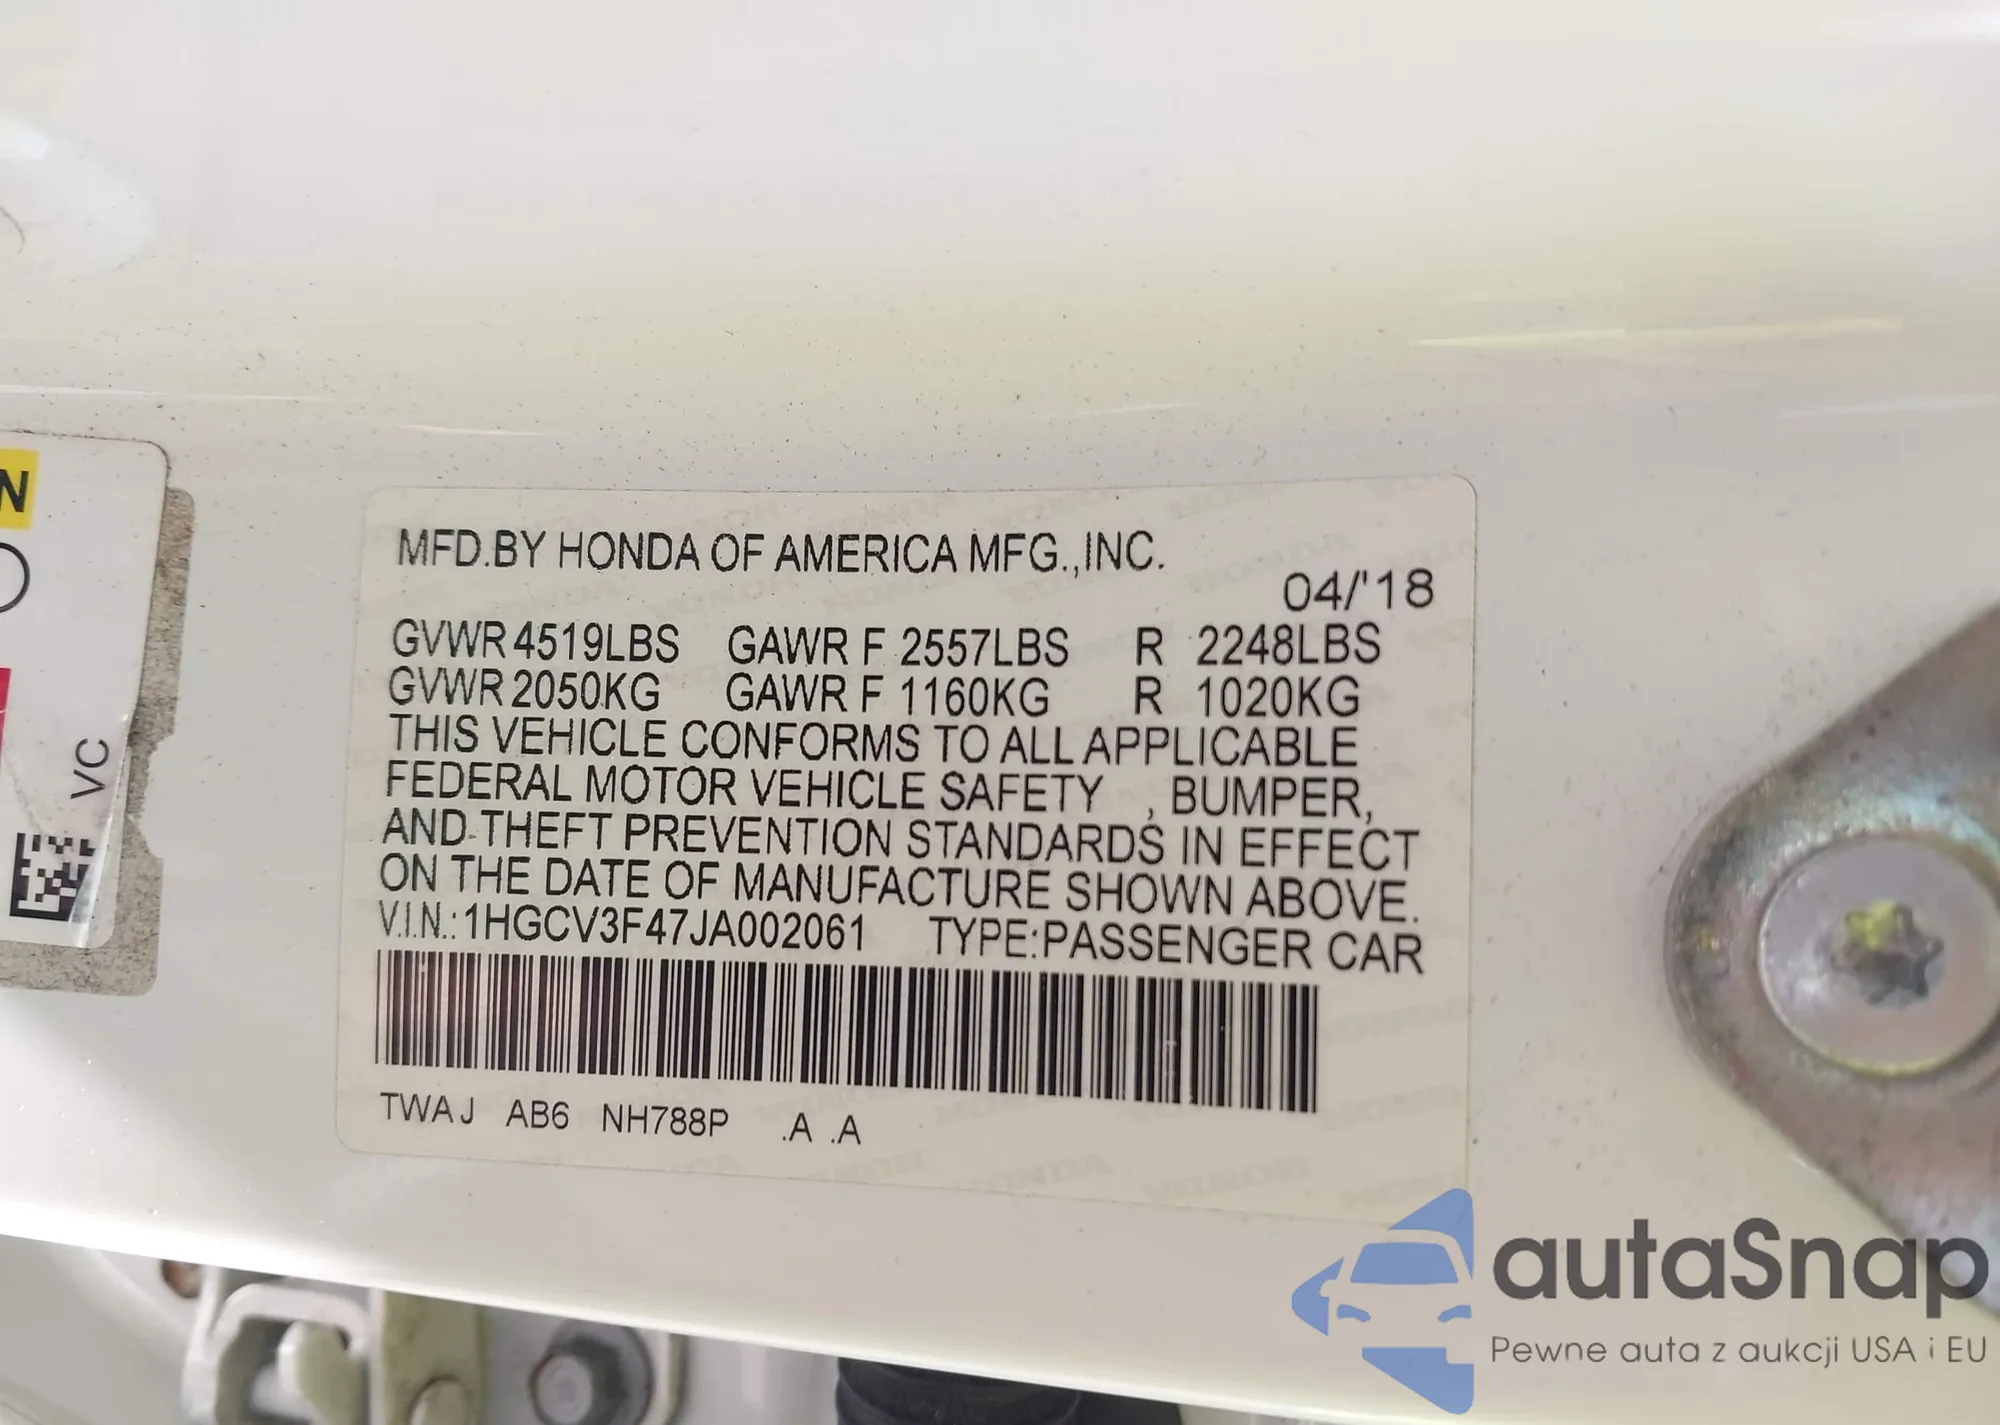 MFD.BY HONDA OF AMERICA MFG.,INC.
04/'18
GVWR 4519LBS GAWR F 2557LBS R 2248LBS
GVWR 2050KG GAWR F 1160KG R 1020KG
THIS VEHICLE CONFORMS TO ALL APPLICABLE
FEDERAL MOTOR VEHICLE SAFETY , BUMPER,
AND THEFT PREVENTION STANDARDS IN EFFECT
ON THE DATE OF MANUFACTURE SHOWN ABOVE.
V.I.N.: 1HGCV3F47JA002061 TYPE:PASSENGER CAR
TWAJ AB6 NH788P .A .A
N
VC
autaSnap
Pewne auta z aukcji USA i EU